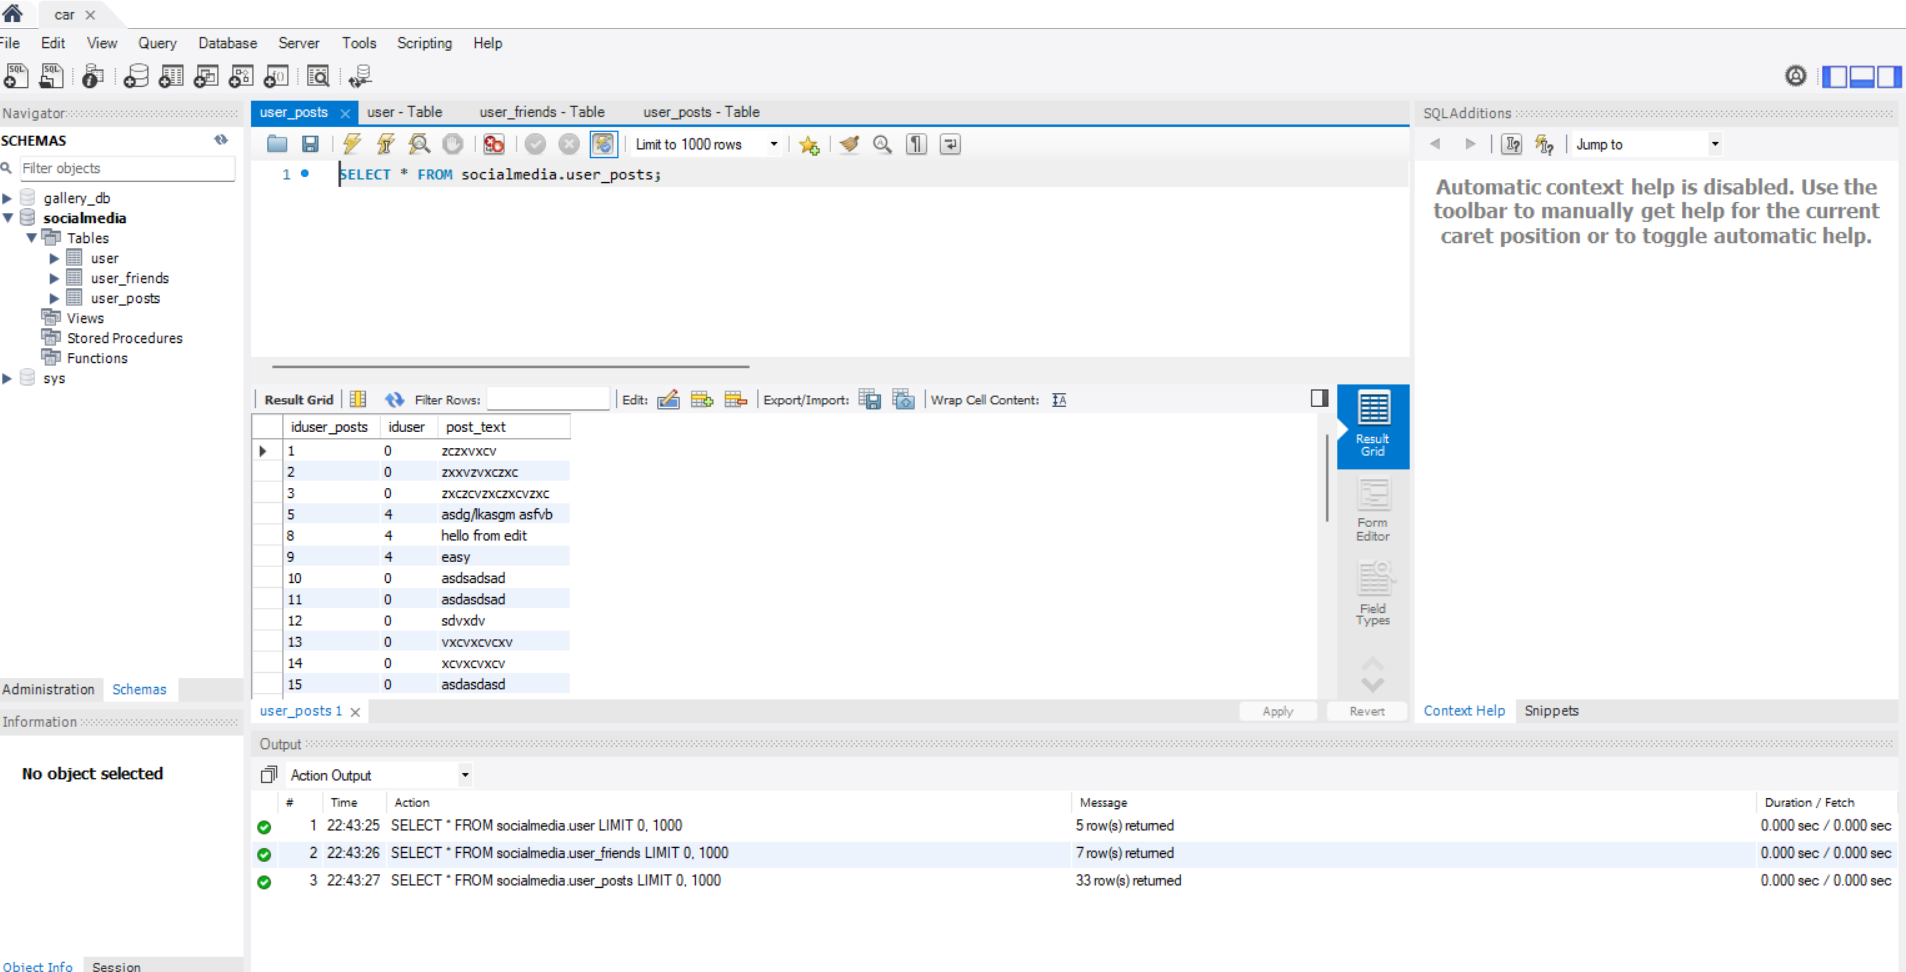 car
File Edit View Query Database Server Tools Scripting Help
Navigator
SCHEMAS
Filter objects
gallery_db
socialmedia
Tables
user
user_friends
user_posts
Views
Stored Procedures
Functions
sys
Administration Schemas
Information
No object selected
Object Info Session
user_posts user - Table user_friends - Table user_posts - Table
Limit to 1000 rows
1 SELECT * FROM socialmedia.user_posts;
Result Grid Filter Rows: Edit: Export/Import: Wrap Cell Content:
iduser_posts iduser post_text
1 0 zczxvxcv
2 0 zxxvzvxczxc
3 0 zxczcvzxczxcvzxc
5 4 asdg/lkasgm asfvb
8 4 hello from edit
9 4 easy
10 0 asdsadsad
11 0 asdasdsad
12 0 sdvxdv
13 0 vxcvxcvcxv
14 0 xcvxcvxcv
15 0 asdasdasd
Result
Grid
Form
Editor
Field
Types
user_posts 1 Apply Revert
SQLAdditions
Jump to
Automatic context help is disabled. Use the
toolbar to manually get help for the current
caret position or to toggle automatic help.
Context Help Snippets
Output
Action Output
# Time Action Message Duration / Fetch
1 22:43:25 SELECT * FROM socialmedia.user LIMIT 0, 1000 5 row(s) returned 0.000 sec / 0.000 sec
2 22:43:26 SELECT * FROM socialmedia.user_friends LIMIT 0, 1000 7 row(s) returned 0.000 sec / 0.000 sec
3 22:43:27 SELECT * FROM socialmedia.user_posts LIMIT 0, 1000 33 row(s) returned 0.000 sec / 0.000 sec